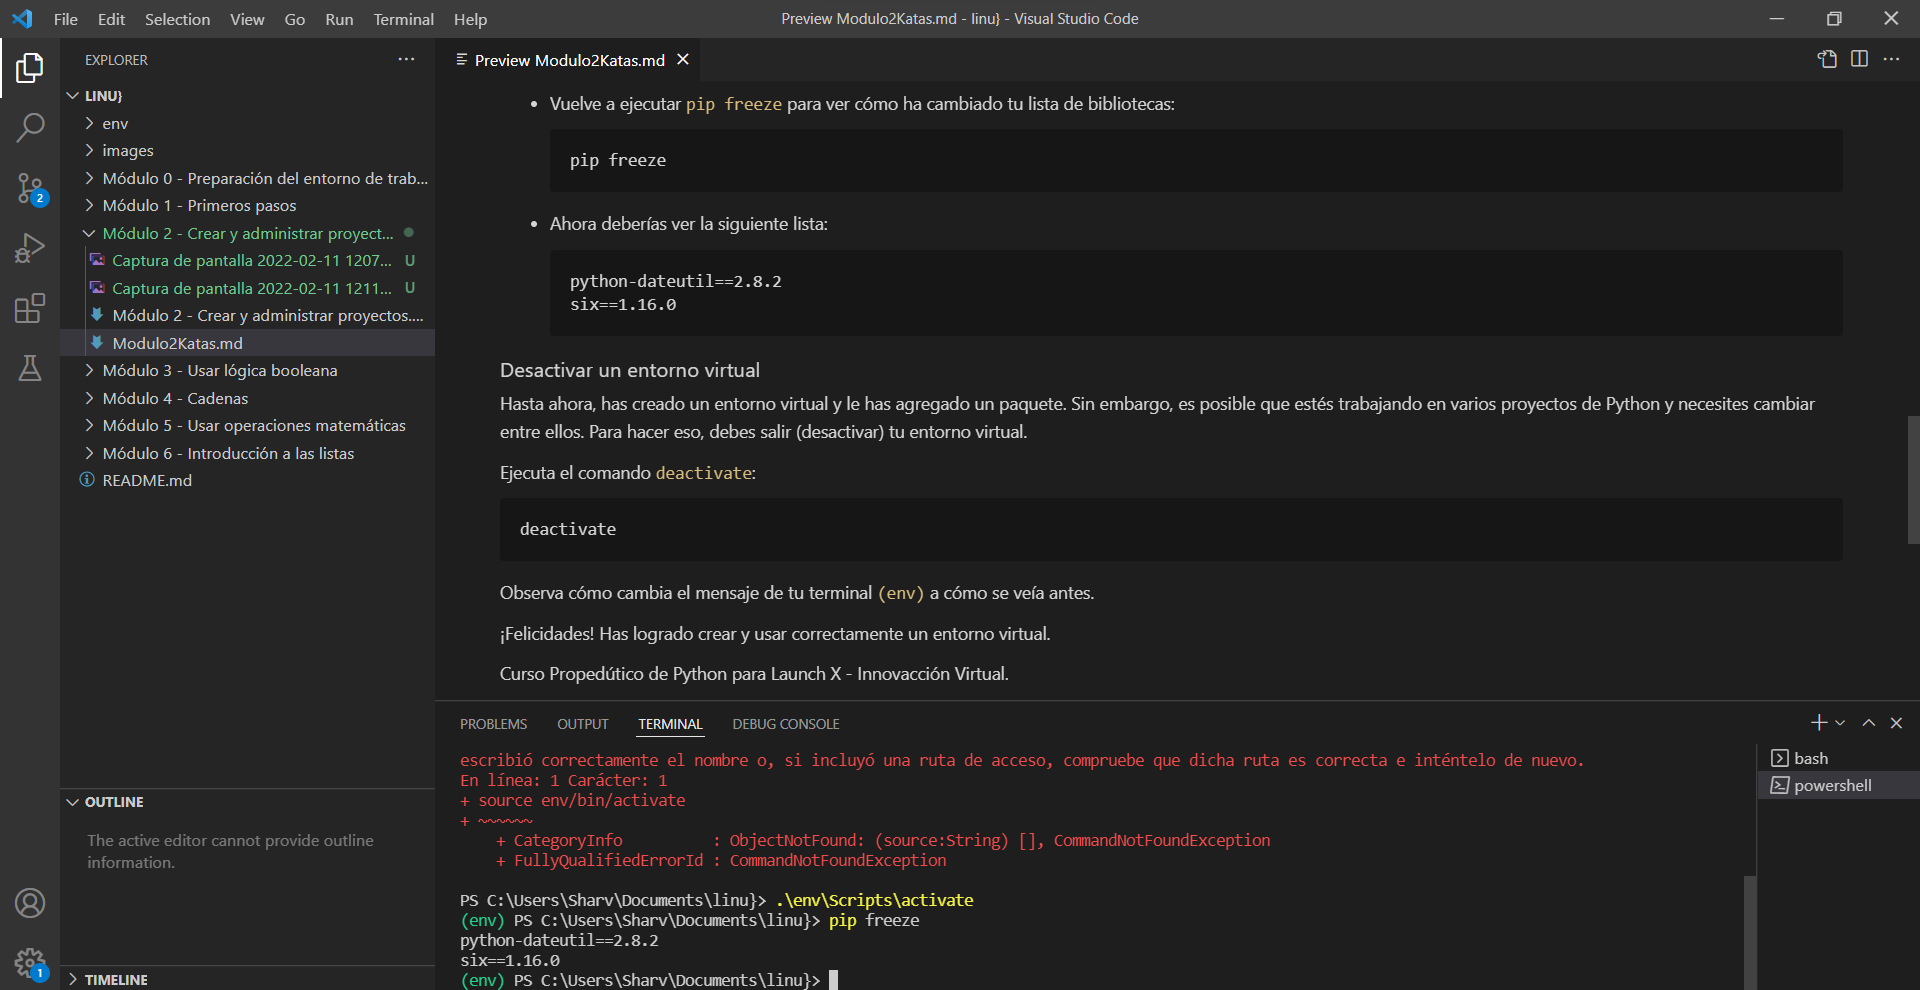 File Edit Selection View Go Run Terminal Help
Preview Modulo2Katas.md - linu} - Visual Studio Code
EXPLORER
LINU}
env
images
Módulo 0 - Preparación del entorno de trab...
Módulo 1 - Primeros pasos
Módulo 2 - Crear y administrar proyect...
Captura de pantalla 2022-02-11 1207... U
Captura de pantalla 2022-02-11 1211... U
Módulo 2 - Crear y administrar proyectos....
Modulo2Katas.md
Módulo 3 - Usar lógica booleana
Módulo 4 - Cadenas
Módulo 5 - Usar operaciones matemáticas
Módulo 6 - Introducción a las listas
README.md
2
OUTLINE
The active editor cannot provide outline
information.
TIMELINE
1
Preview Modulo2Katas.md
• Vuelve a ejecutar pip freeze para ver cómo ha cambiado tu lista de bibliotecas:
pip freeze
• Ahora deberías ver la siguiente lista:
python-dateutil==2.8.2
six==1.16.0
Desactivar un entorno virtual
Hasta ahora, has creado un entorno virtual y le has agregado un paquete. Sin embargo, es posible que estés trabajando en varios proyectos de Python y necesites cambiar
entre ellos. Para hacer eso, debes salir (desactivar) tu entorno virtual.
Ejecuta el comando deactivate:
deactivate
Observa cómo cambia el mensaje de tu terminal (env) a cómo se veía antes.
¡Felicidades! Has logrado crear y usar correctamente un entorno virtual.
Curso Propedútico de Python para Launch X - Innovacción Virtual.
PROBLEMS OUTPUT TERMINAL DEBUG CONSOLE
escribió correctamente el nombre o, si incluyó una ruta de acceso, compruebe que dicha ruta es correcta e inténtelo de nuevo.
En línea: 1 Carácter: 1
+ source env/bin/activate
+ ~~~~~~
+ CategoryInfo : ObjectNotFound: (source:String) [], CommandNotFoundException
+ FullyQualifiedErrorId : CommandNotFoundException
PS C:\Users\Sharv\Documents\linu}> .\env\Scripts\activate
(env) PS C:\Users\Sharv\Documents\linu}> pip freeze
python-dateutil==2.8.2
six==1.16.0
(env) PS C:\Users\Sharv\Documents\linu}>
bash
powershell